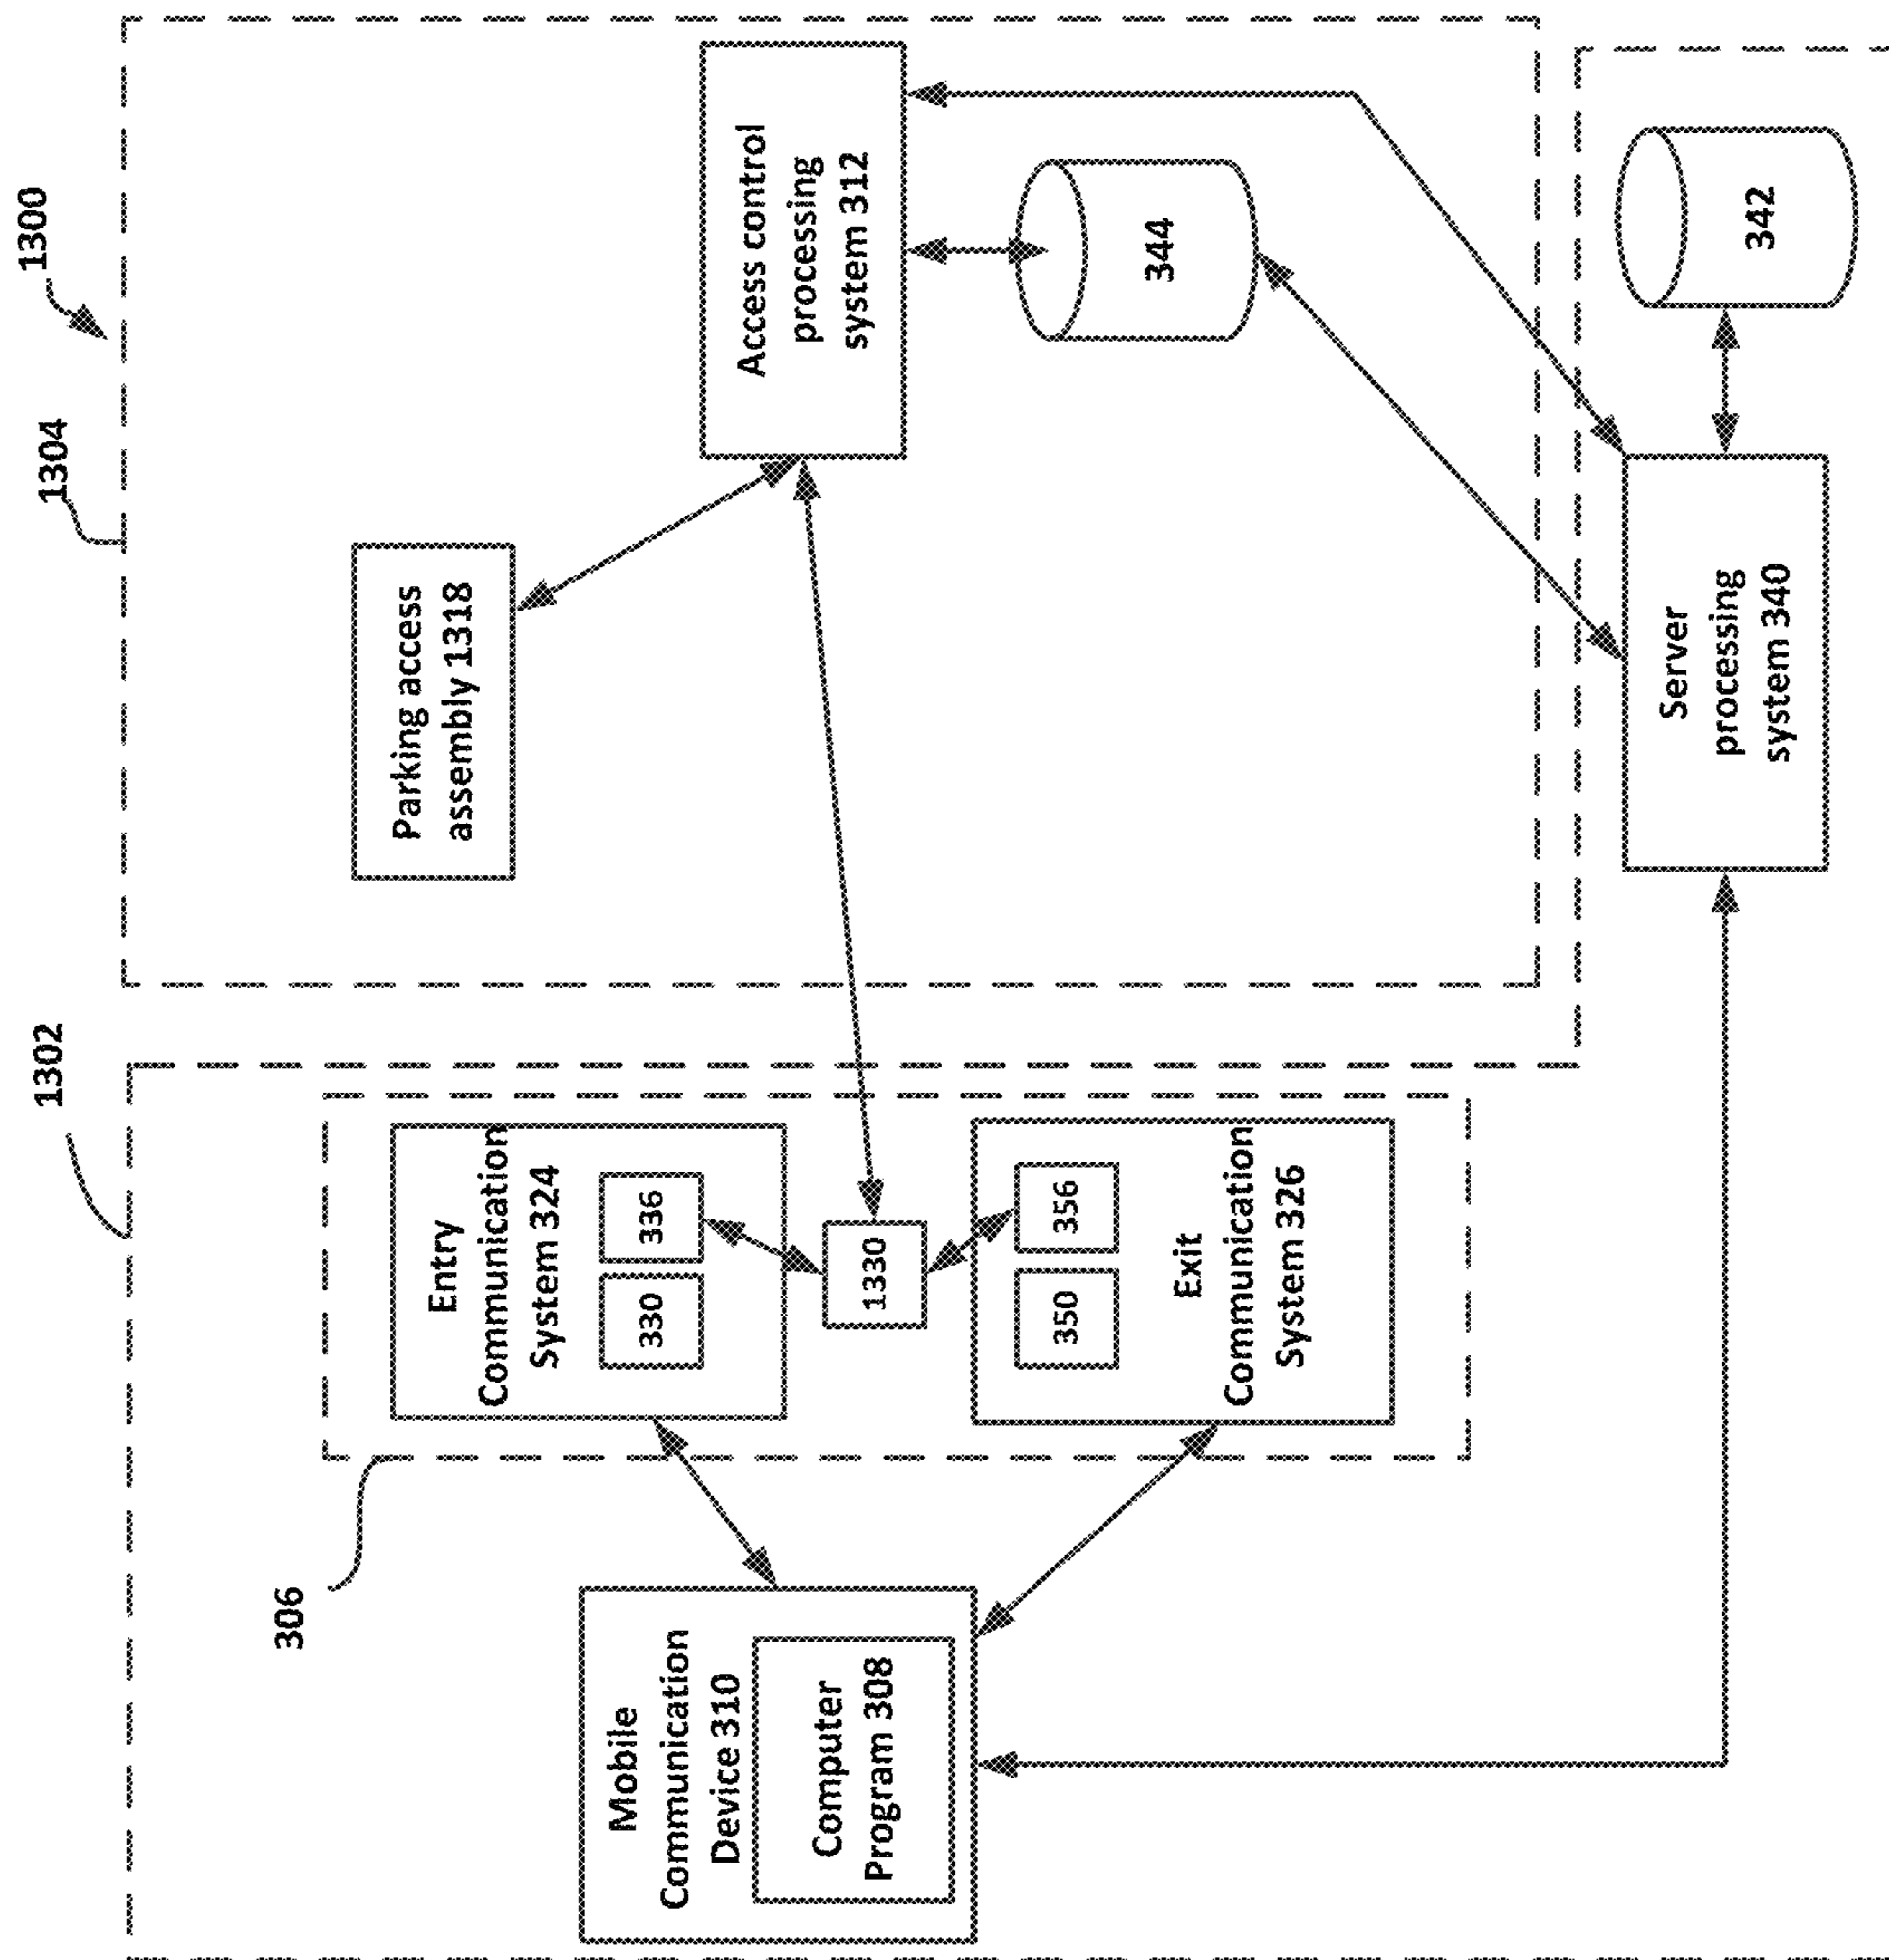 1300
1302
1304
306
Mobile
Communication
Device 310
Computer
Program 308
Entry
Communication
System 324
330
336
1330
350
356
Exit
Communication
System 326
Parking access
assembly 1318
Access control
processing
system 312
344
Server
processing
system 340
342